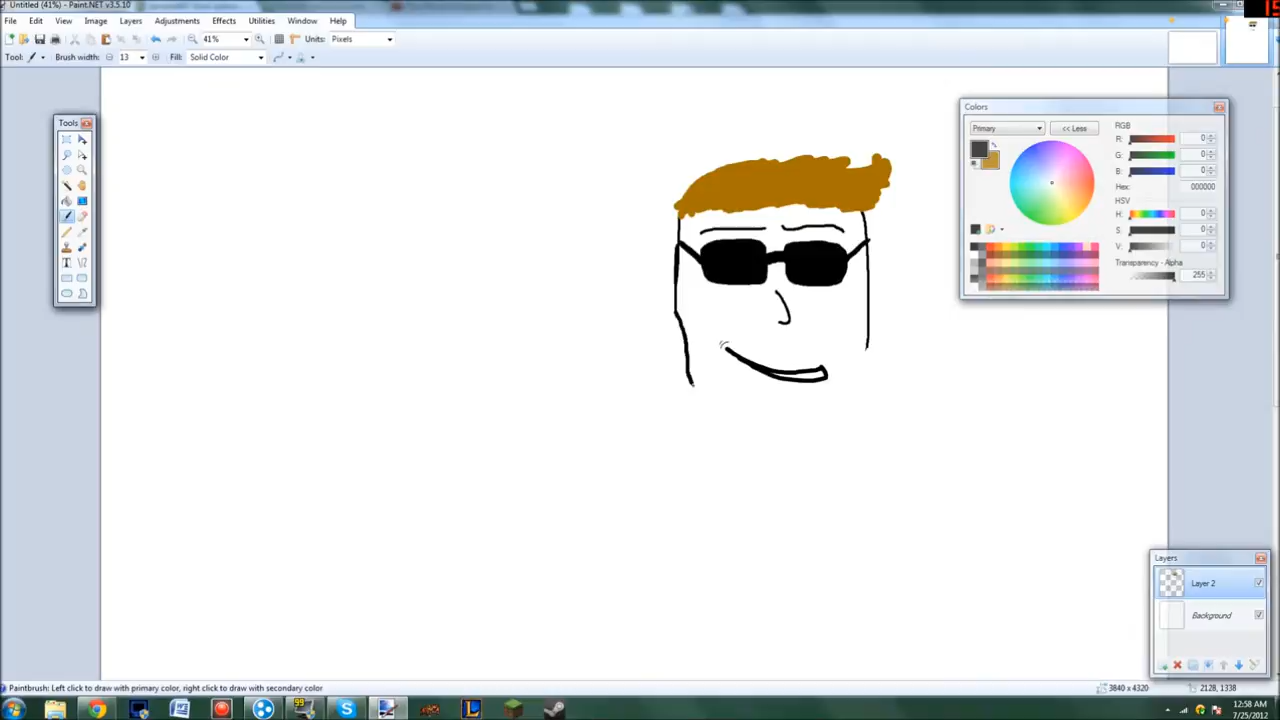 Untitled (41%) - Paint.NET v3.5.10
File Edit View Image Layers Adjustments Effects Utilities Window Help
41% Units: Pixels
Tool: Brush width: 13 Fill: Solid Color
Tools
Colors
Primary << Less RGB
R: 0
G: 0
B: 0
Hex: 000000
HSV
H: 0
S: 0
V: 0
Transparency - Alpha
255
Layers
Layer 2
Background
Paintbrush: Left click to draw with primary color, right click to draw with secondary color 3840 x 4320 2128, 1338
99
12:58 AM
7/25/2012